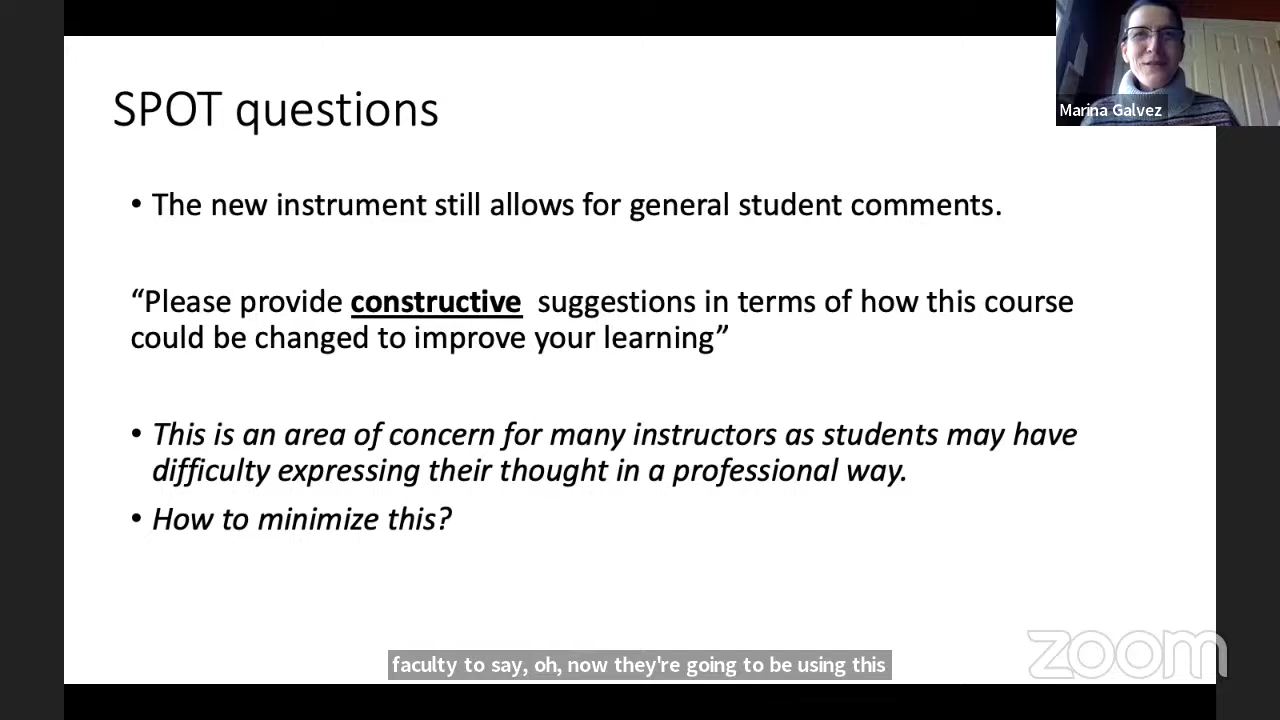 SPOT questions
Marina Galvez
• The new instrument still allows for general student comments.
“Please provide constructive suggestions in terms of how this course
could be changed to improve your learning”
• This is an area of concern for many instructors as students may have
difficulty expressing their thought in a professional way.
• How to minimize this?
faculty to say, oh, now they're going to be using this
zoom